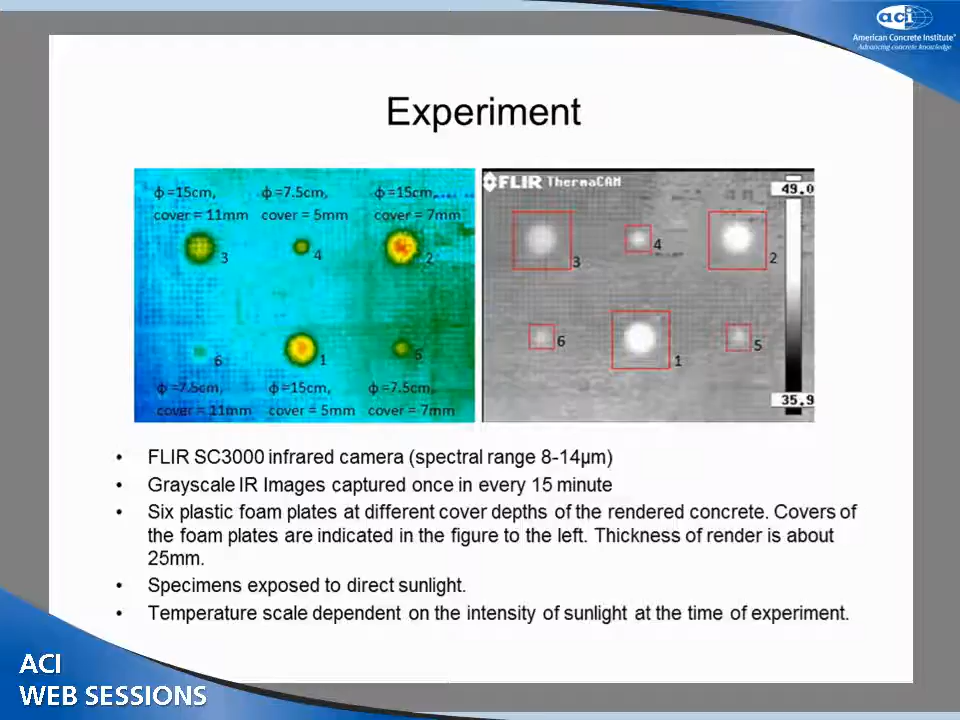 aci
American Concrete Institute®
Advancing concrete knowledge
Experiment
ϕ =15cm,
cover = 11mm
ϕ =7.5cm,
cover = 5mm
ϕ =15cm,
cover = 7mm
3
4
2
6
1
6
ϕ =7.5cm,
cover = 11mm
ϕ =15cm,
cover = 5mm
ϕ =7.5cm,
cover = 7mm
FLIR ThermaCAM
49.0
3
4
2
6
1
5
35.9
• FLIR SC3000 infrared camera (spectral range 8-14µm)
• Grayscale IR Images captured once in every 15 minute
• Six plastic foam plates at different cover depths of the rendered concrete. Covers of
the foam plates are indicated in the figure to the left. Thickness of render is about
25mm.
• Specimens exposed to direct sunlight.
• Temperature scale dependent on the intensity of sunlight at the time of experiment.
ACI
WEB SESSIONS